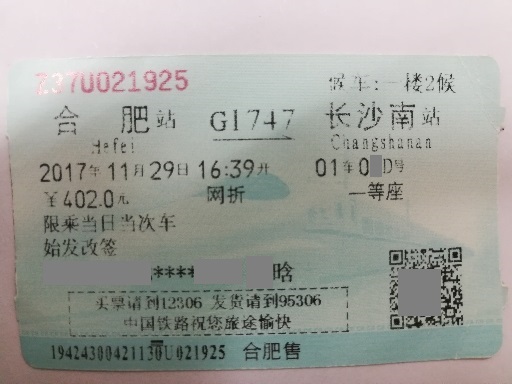 Z37U021925 候车:一楼2候
合肥站 G1747 长沙南站
Hefei Changshanan
2017年11月29日 16:39开 01车0 D号
￥402.0元 网折 一等座
限乘当日当次车
始发改签
**** 晗
买票请到12306 发货请到95306
中国铁路祝您旅途愉快
19424300421130U021925 合肥售